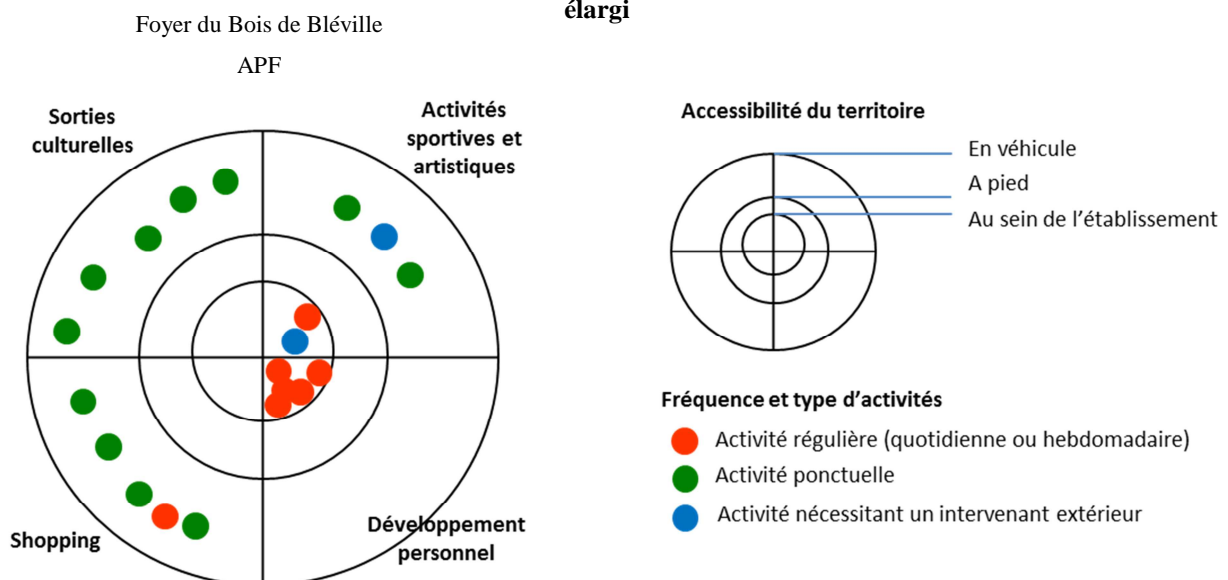 élargi
Foyer du Bois de Bléville
APF
Sorties
culturelles
Activités
sportives et
artistiques
Shopping
Développement
personnel
Accessibilité du territoire
En véhicule
A pied
Au sein de l'établissement
Fréquence et type d'activités
Activité régulière (quotidienne ou hebdomadaire)
Activité ponctuelle
Activité nécessitant un intervenant extérieur